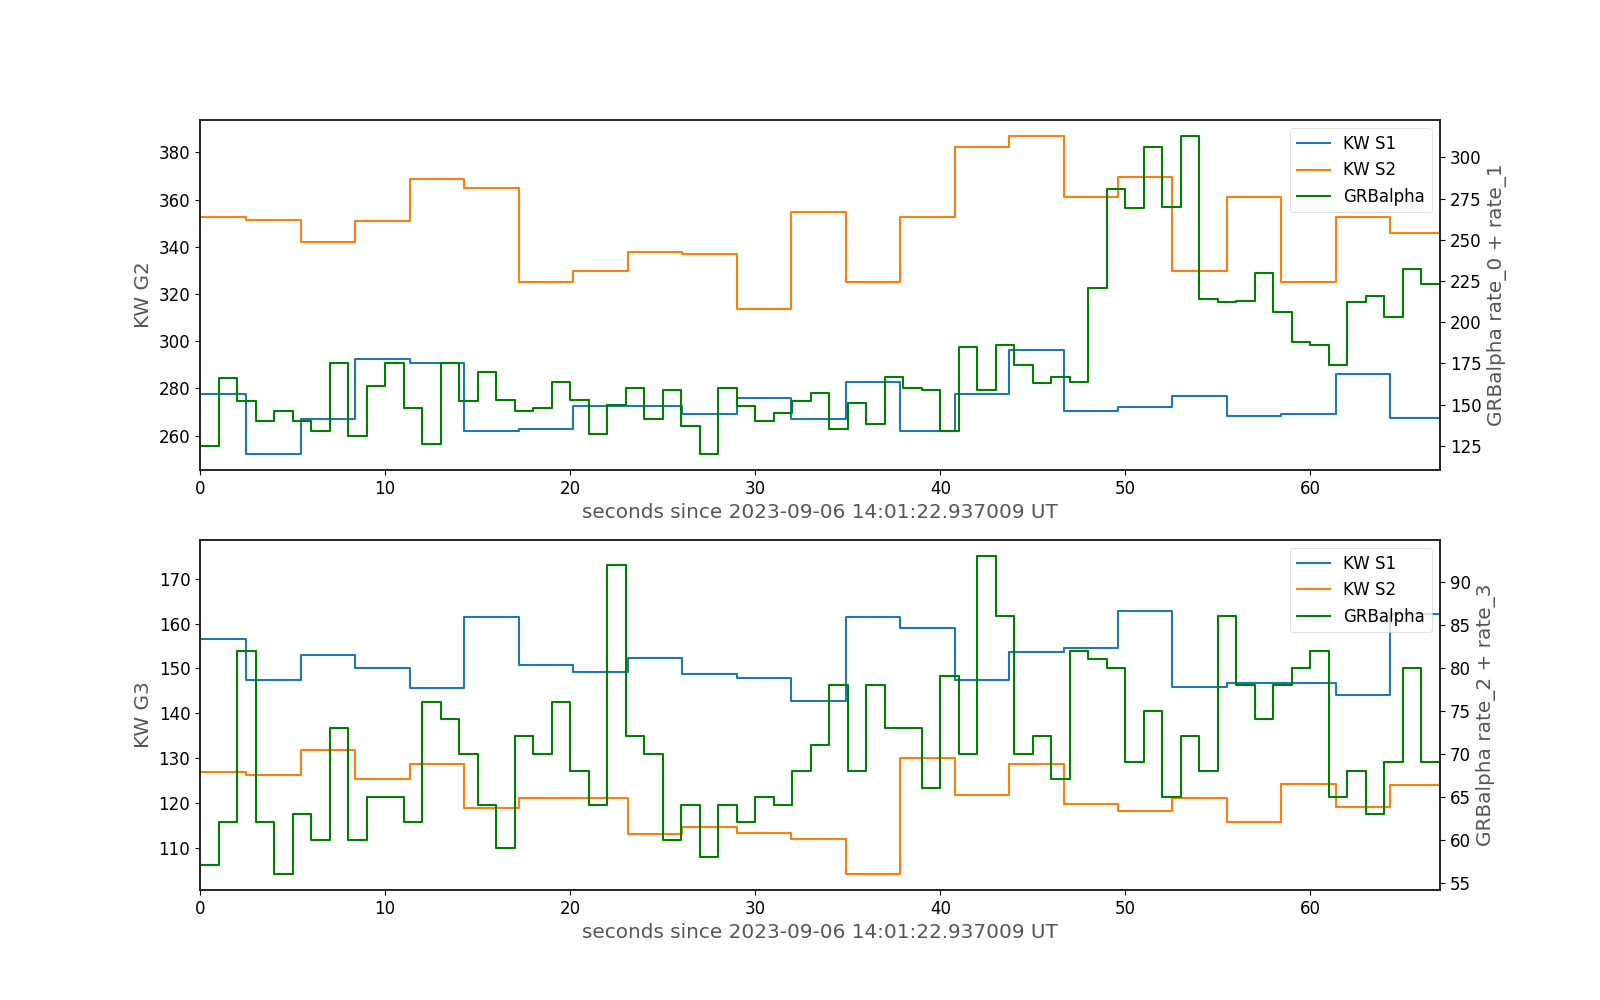 KW S1
KW S2
GRBalpha
380
360
340
320
300
280
260
300
275
250
225
200
175
150
125
KW G2
GRBalpha rate_0 + rate_1
0 10 20 30 40 50 60
seconds since 2023-09-06 14:01:22.937009 UT
KW S1
KW S2
GRBalpha
170
160
150
140
130
120
110
90
85
80
75
70
65
60
55
KW G3
GRBalpha rate_2 + rate_3
0 10 20 30 40 50 60
seconds since 2023-09-06 14:01:22.937009 UT